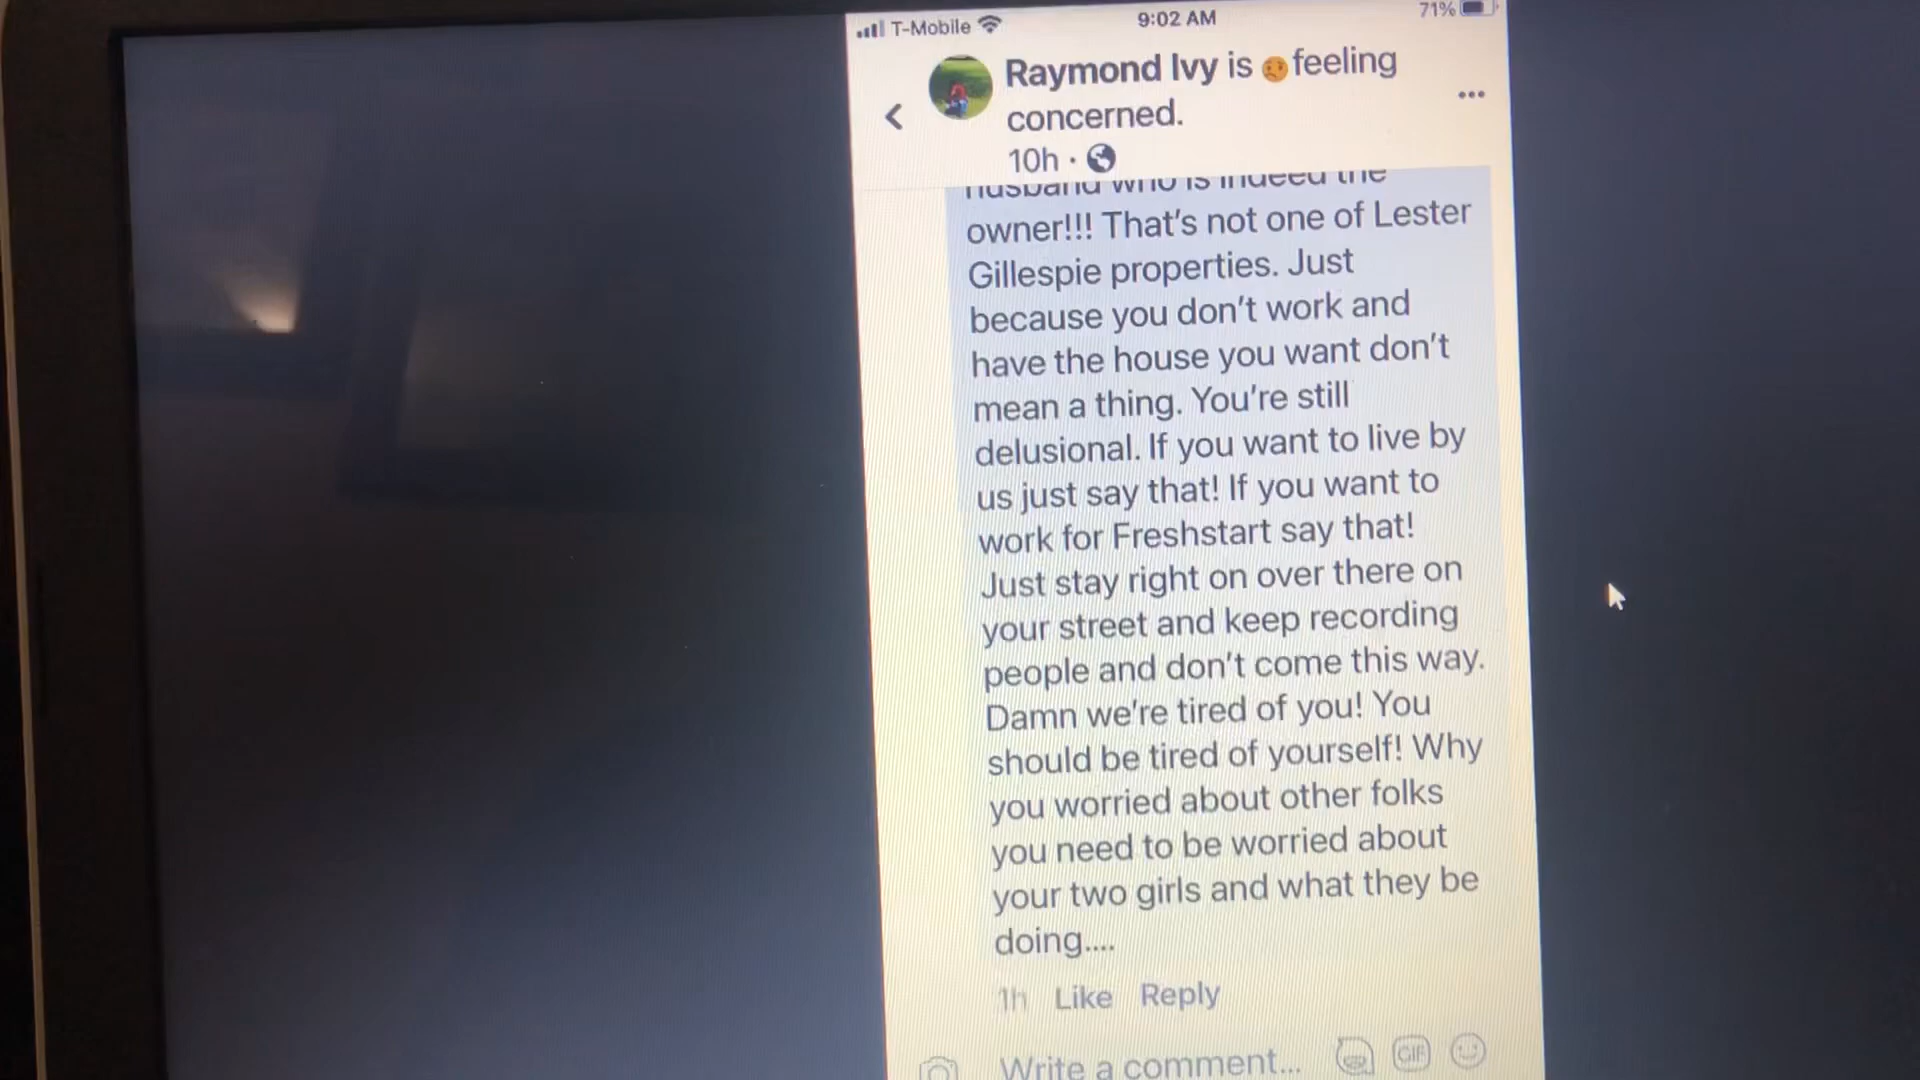 T-Mobile 9:02 AM 71%
Raymond Ivy is feeling
concerned.
10h ·
husband who is indeed the
owner!!! That's not one of Lester
Gillespie properties. Just
because you don't work and
have the house you want don't
mean a thing. You're still
delusional. If you want to live by
us just say that! If you want to
work for Freshstart say that!
Just stay right on over there on
your street and keep recording
people and don't come this way.
Damn we're tired of you! You
should be tired of yourself! Why
you worried about other folks
you need to be worried about
your two girls and what they be
doing....
1h Like Reply
Write a comment... GIF